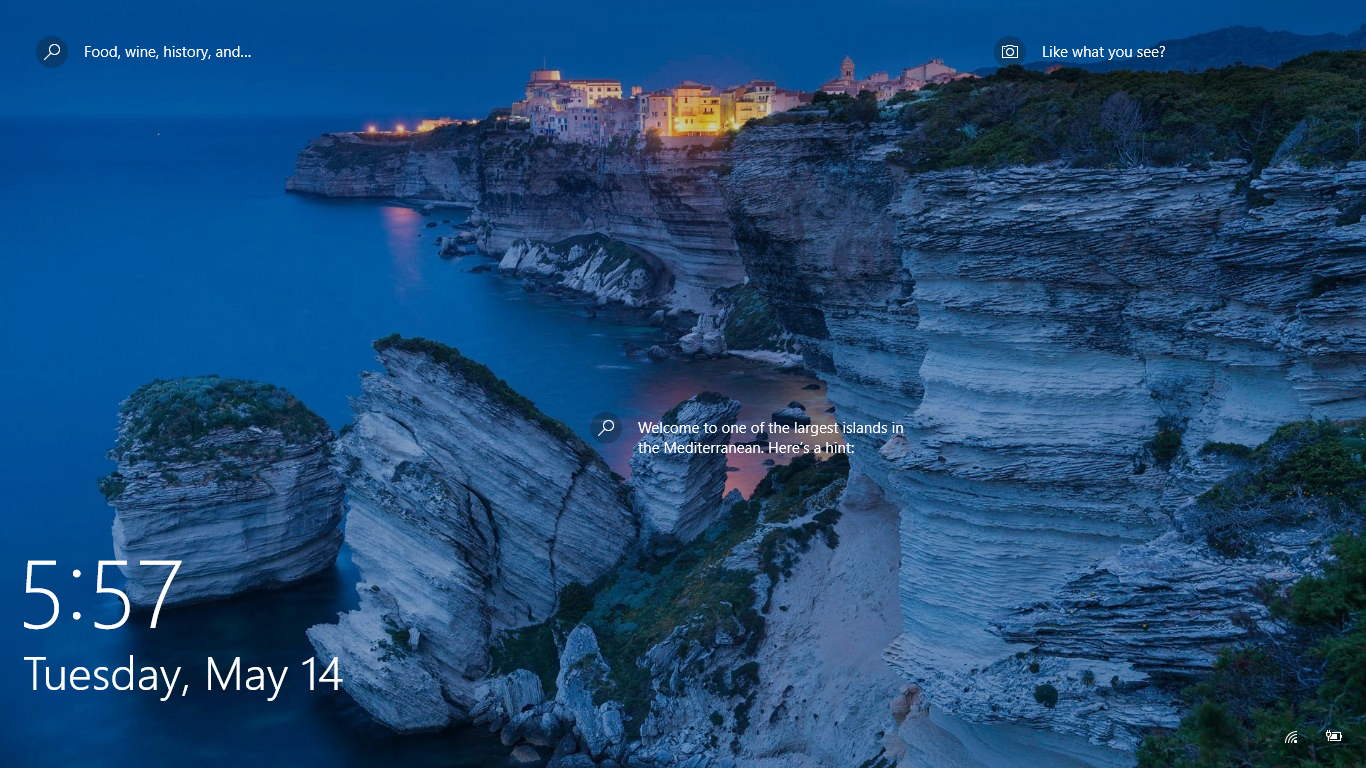 Food, wine, history, and...
Like what you see?
Welcome to one of the largest islands in
the Mediterranean. Here's a hint:
5:57
Tuesday, May 14